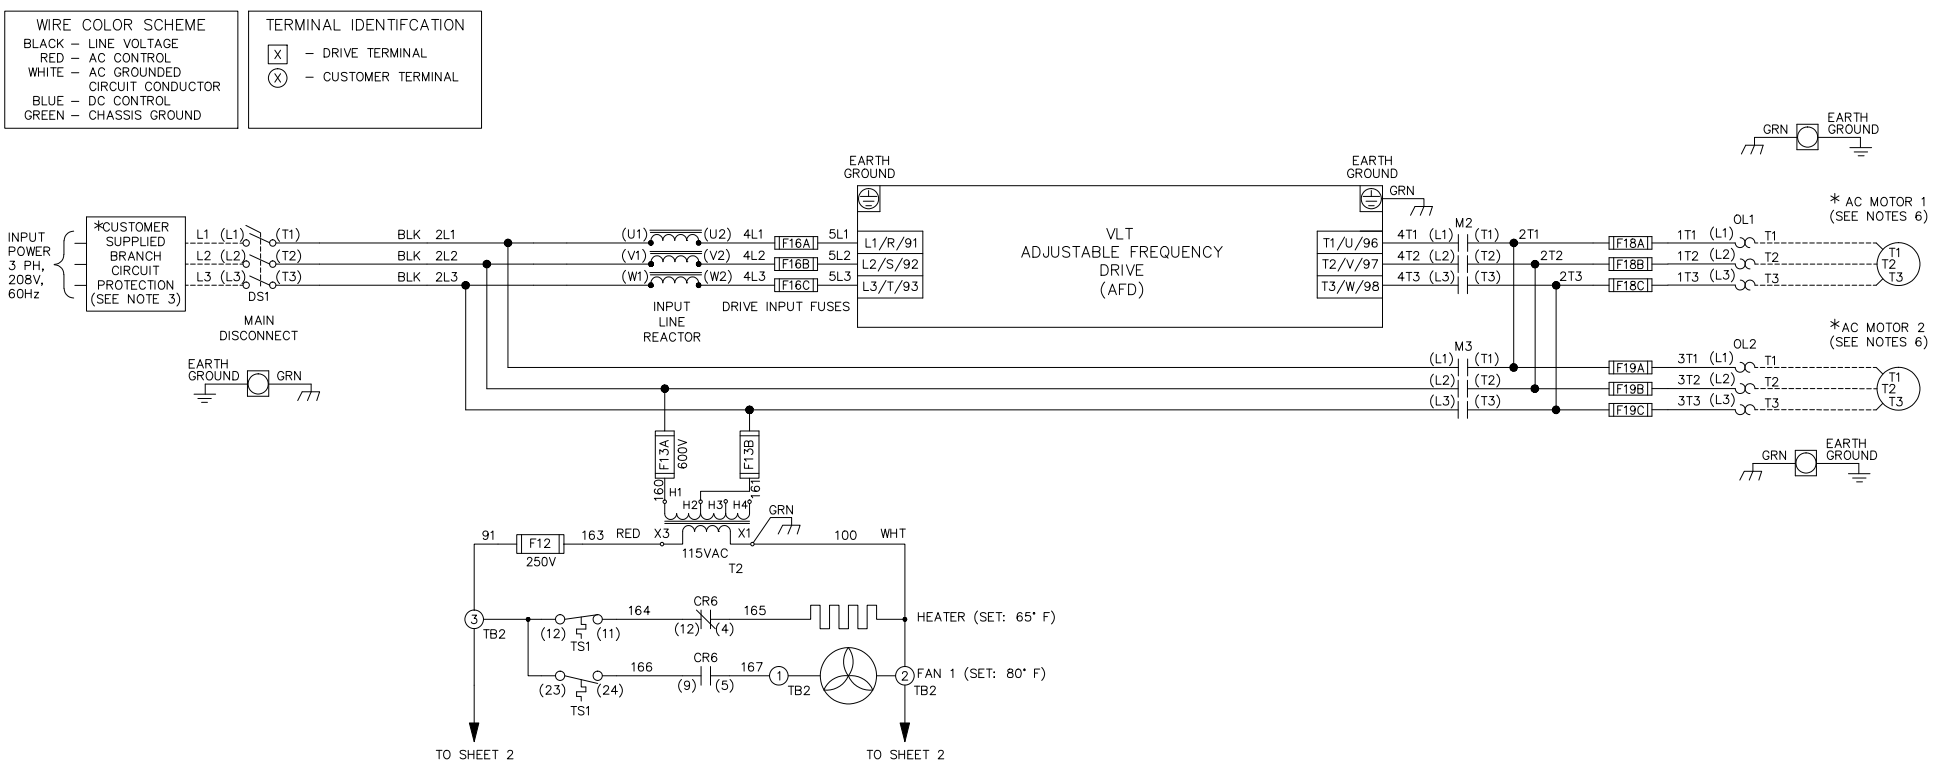 WIRE COLOR SCHEME
BLACK – LINE VOLTAGE
RED – AC CONTROL
WHITE – AC GROUNDED
CIRCUIT CONDUCTOR
BLUE – DC CONTROL
GREEN – CHASSIS GROUND
TERMINAL IDENTIFCATION
X – DRIVE TERMINAL
X – CUSTOMER TERMINAL
GRN
EARTH
GROUND
EARTH
GROUND
EARTH
GROUND
GRN
* AC MOTOR 1
(SEE NOTES 6)
INPUT
POWER
3 PH,
208V,
60Hz
*CUSTOMER
SUPPLIED
BRANCH
CIRCUIT
PROTECTION
(SEE NOTE 3)
L1 (L1) (T1) BLK 2L1 (U1) (U2) 4L1 F16A 5L1 L1/R/91
L2 (L2) (T2) BLK 2L2 (V1) (V2) 4L2 F16B 5L2 L2/S/92
L3 (L3) (T3) BLK 2L3 (W1) (W2) 4L3 F16C 5L3 L3/T/93
DS1
MAIN
DISCONNECT
INPUT
LINE
REACTOR
DRIVE INPUT FUSES
VLT
ADJUSTABLE FREQUENCY
DRIVE
(AFD)
M2
OL1
T1/U/96 4T1 (L1) (T1) 2T1 F18A 1T1 (L1) T1
T2/V/97 4T2 (L2) (T2) 2T2 F18B 1T2 (L2) T2
T3/W/98 4T3 (L3) (T3) 2T3 F18C 1T3 (L3) T3
T1
T2
T3
EARTH
GROUND
GRN
*AC MOTOR 2
(SEE NOTES 6)
M3
OL2
(L1) (T1) F19A 3T1 (L1) T1
(L2) (T2) F19B 3T2 (L2) T2
(L3) (T3) F19C 3T3 (L3) T3
T1
T2
T3
GRN
EARTH
GROUND
F13A
600V
F13B
160
161
H1
H2
H3
H4
GRN
91 F12 163 RED X3 X1 100 WHT
250V
115VAC
T2
3
TB2
(12) (11)
TS1
164
CR6
(12) (4)
165
HEATER (SET: 65° F)
(23) (24)
TS1
166
CR6
(9) (5)
167
1
TB2
2
TB2
FAN 1 (SET: 80° F)
TO SHEET 2
TO SHEET 2